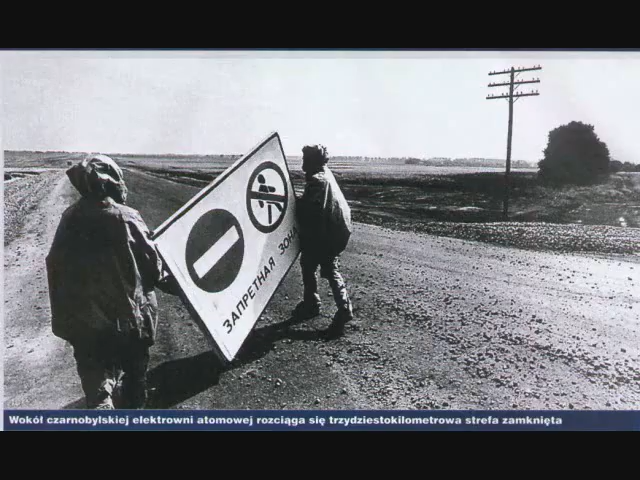 ЗАПРЕТНАЯ ЗОНА
Wokół czarnobylskiej elektrowni atomowej rozciąga się trzydziestokilometrowa strefa zamknięta